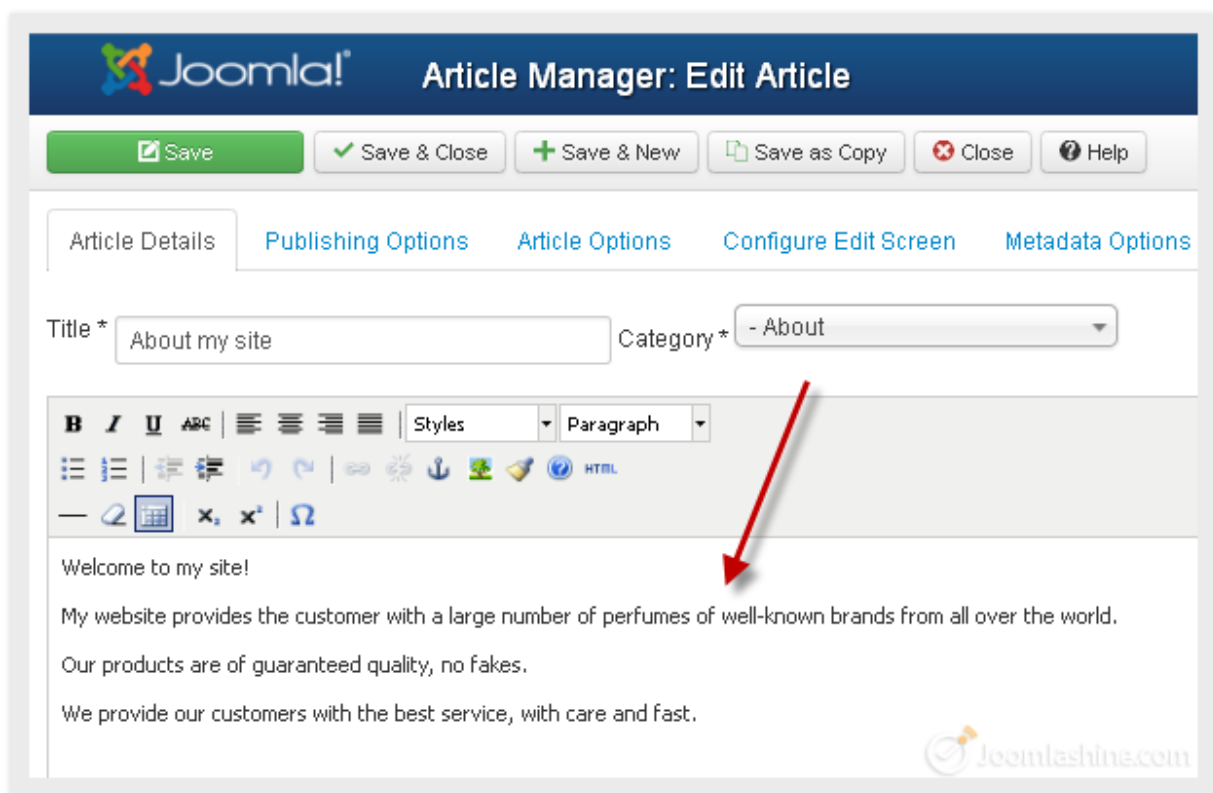 Joomla! Article Manager: Edit Article
Save Save & Close Save & New Save as Copy Close Help
Article Details Publishing Options Article Options Configure Edit Screen Metadata Options
Title * About my site Category * - About
B I U ABC Styles Paragraph
HTML
x₂ x² Ω
Welcome to my site!
My website provides the customer with a large number of perfumes of well-known brands from all over the world.
Our products are of guaranteed quality, no fakes.
We provide our customers with the best service, with care and fast.
Joomlashine.com